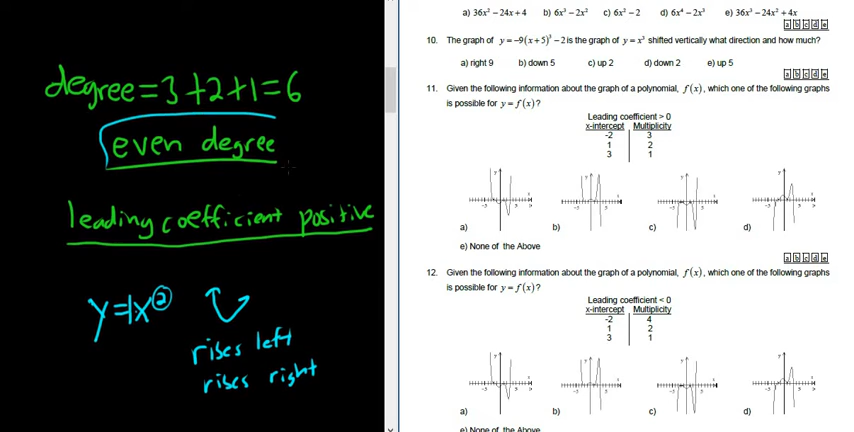 degree = 3 + 2 + 1 = 6
even degree
leading coefficient positive
y = 1x²
rises left
rises right
a) 36x² − 24x + 4 b) 6x³ − 2x² c) 6x² − 2 d) 6x⁴ − 2x³ e) 36x³ − 24x² + 4x
a b c d e
10. The graph of y = −9(x + 5)³ − 2 is the graph of y = x³ shifted vertically what direction and how much?
a) right 9 b) down 5 c) up 2 d) down 2 e) up 5
a b c d e
11. Given the following information about the graph of a polynomial, f(x), which one of the following graphs
is possible for y = f(x)?
Leading coefficient > 0
x-intercept Multiplicity
-2 3
1 2
3 1
a) b) c) d)
e) None of the Above
a b c d e
12. Given the following information about the graph of a polynomial, f(x), which one of the following graphs
is possible for y = f(x)?
Leading coefficient < 0
x-intercept Multiplicity
-2 4
1 2
3 1
a) b) c) d)
e) None of the Above